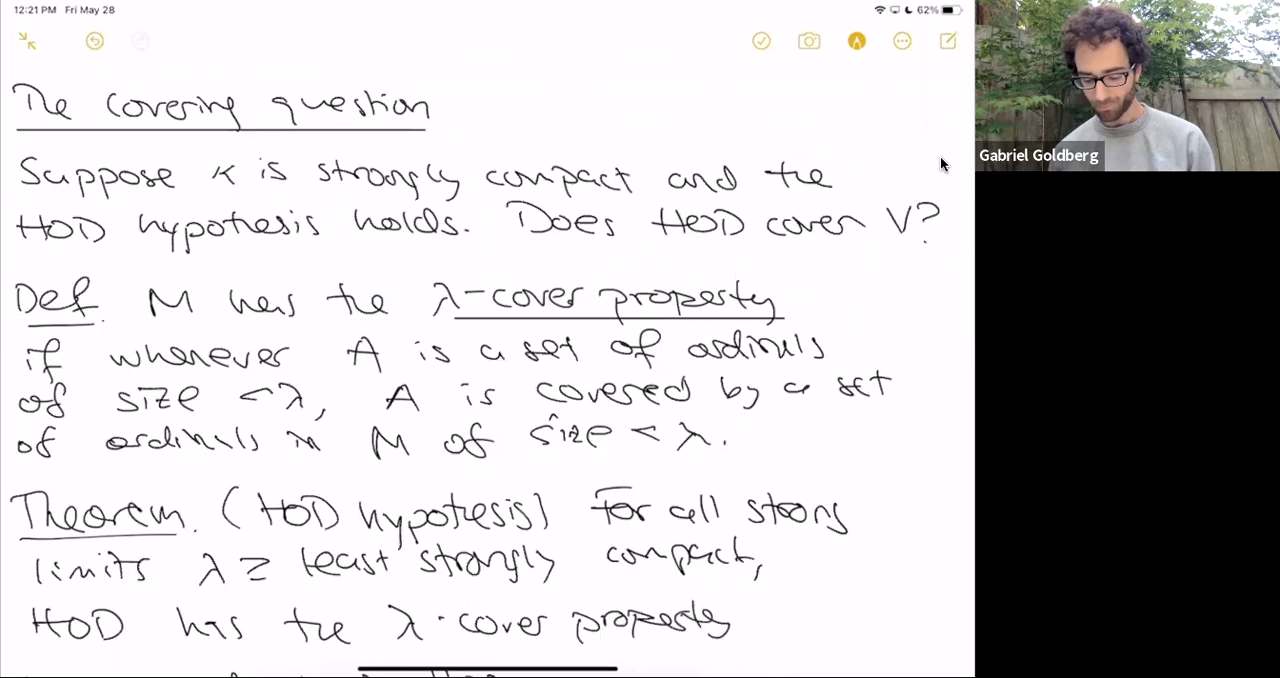 12:21 PM Fri May 28
62%
The covering question
Suppose κ is strongly compact and the
HOD hypothesis holds. Does HOD cover V?
Def. M has the λ-cover property
if whenever A is a set of ordinals
of size <λ, A is covered by a set
of ordinals in M of size < λ.
Theorem. (HOD hypothesis) For all strong
limits λ ≥ least strongly compact,
HOD has the λ-cover property
Gabriel Goldberg